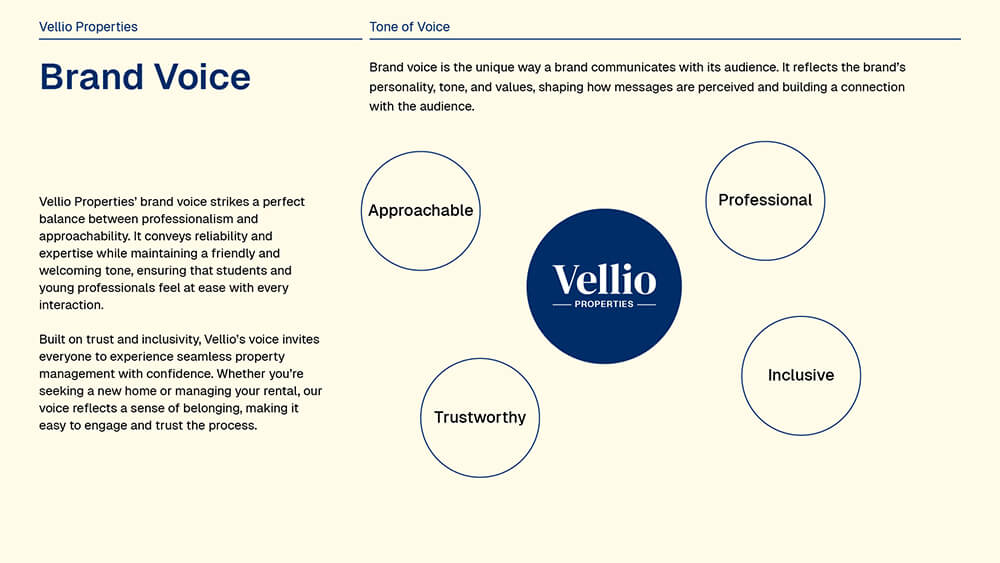 Vellio Properties
Tone of Voice
Brand Voice
Brand voice is the unique way a brand communicates with its audience. It reflects the brand’s
personality, tone, and values, shaping how messages are perceived and building a connection
with the audience.
Vellio Properties’ brand voice strikes a perfect
balance between professionalism and
approachability. It conveys reliability and
expertise while maintaining a friendly and
welcoming tone, ensuring that students and
young professionals feel at ease with every
interaction.
Built on trust and inclusivity, Vellio’s voice invites
everyone to experience seamless property
management with confidence. Whether you’re
seeking a new home or managing your rental, our
voice reflects a sense of belonging, making it
easy to engage and trust the process.
Approachable
Professional
Vellio
PROPERTIES
Inclusive
Trustworthy